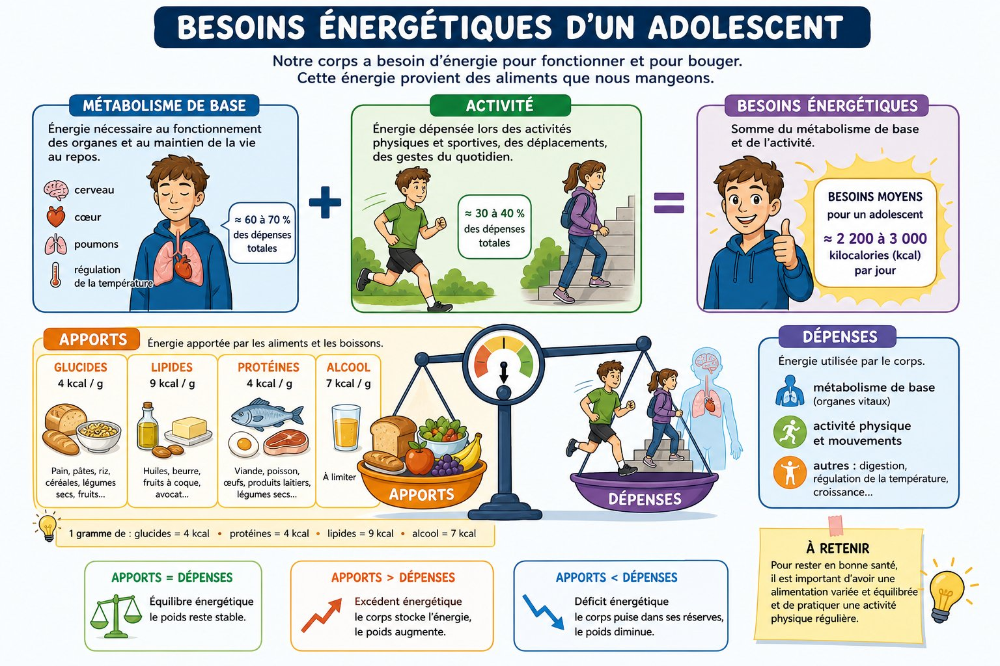 BESOINS ÉNERGÉTIQUES D'UN ADOLESCENT
Notre corps a besoin d'énergie pour fonctionner et pour bouger.
Cette énergie provient des aliments que nous mangeons.
MÉTABOLISME DE BASE
Énergie nécessaire au fonctionnement
des organes et au maintien de la vie
au repos.
cerveau
cœur
poumons
régulation
de la température
≈ 60 à 70 %
des dépenses
totales
+
ACTIVITÉ
Énergie dépensée lors des activités
physiques et sportives, des déplacements,
des gestes du quotidien.
≈ 30 à 40 %
des dépenses
totales
=
BESOINS ÉNERGÉTIQUES
Somme du métabolisme de base
et de l'activité.
BESOINS MOYENS
pour un adolescent
≈ 2 200 à 3 000
kilocalories (kcal)
par jour
APPORTS
Énergie apportée par les aliments et les boissons.
GLUCIDES
4 kcal / g
Pain, pâtes, riz,
céréales, légumes
secs, fruits...
LIPIDES
9 kcal / g
Huiles, beurre,
fruits à coque,
avocat...
PROTÉINES
4 kcal / g
Viande, poisson,
œufs, produits laitiers,
légumes secs...
ALCOOL
7 kcal / g
À limiter
APPORTS
DÉPENSES
1 gramme de : glucides = 4 kcal • protéines = 4 kcal • lipides = 9 kcal • alcool = 7 kcal
DÉPENSES
Énergie utilisée par le corps.
métabolisme de base
(organes vitaux)
activité physique
et mouvements
autres : digestion,
régulation de la température,
croissance...
APPORTS = DÉPENSES
Équilibre énergétique
le poids reste stable.
APPORTS > DÉPENSES
Excédent énergétique
le corps stocke l'énergie,
le poids augmente.
APPORTS < DÉPENSES
Déficit énergétique
le corps puise dans ses réserves,
le poids diminue.
À RETENIR
Pour rester en bonne santé,
il est important d'avoir une
alimentation variée et équilibrée
et de pratiquer une activité
physique régulière.